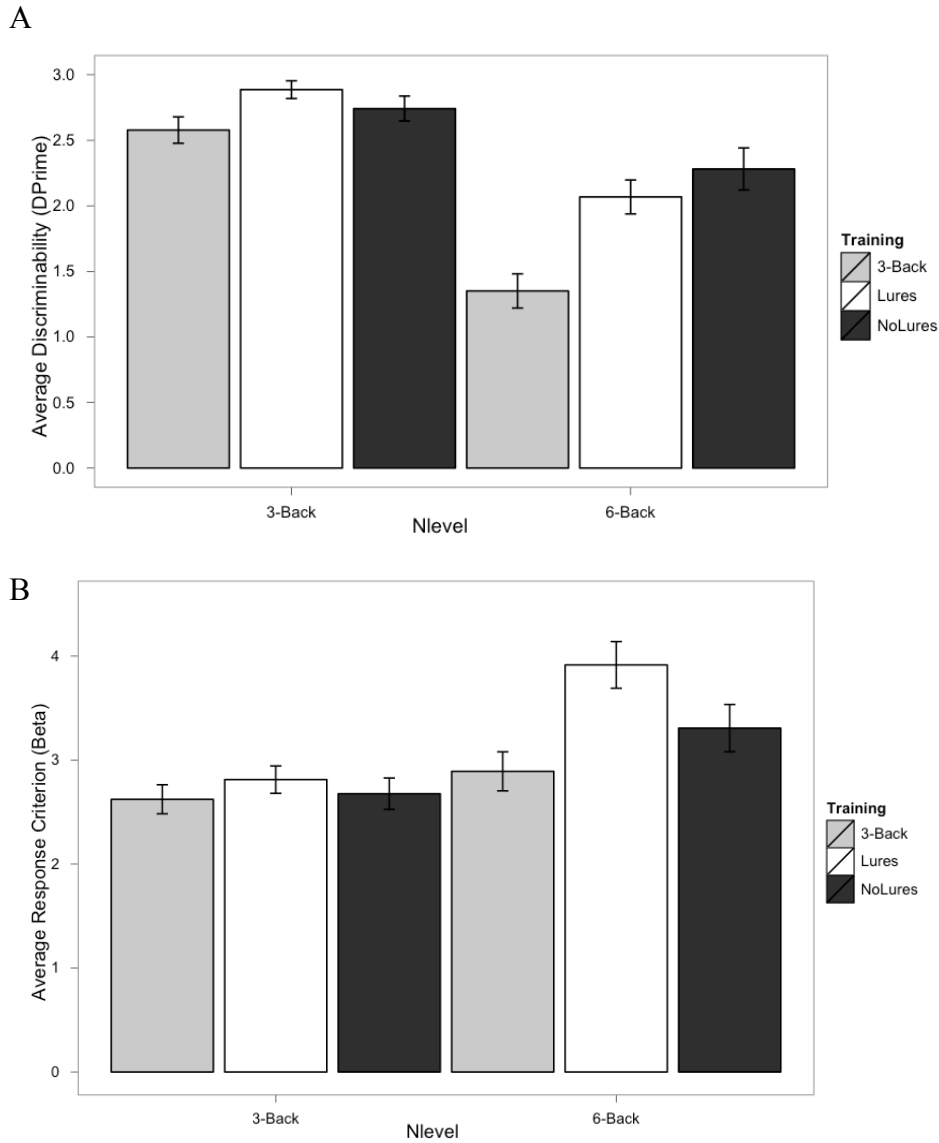 A
Average Discriminability (DPrime)
3.0
2.5
2.0
1.5
1.0
0.5
0.0
3-Back
6-Back
Nlevel
Training
3-Back
Lures
NoLures
B
Average Response Criterion (Beta)
4
3
2
1
0
3-Back
6-Back
Nlevel
Training
3-Back
Lures
NoLures